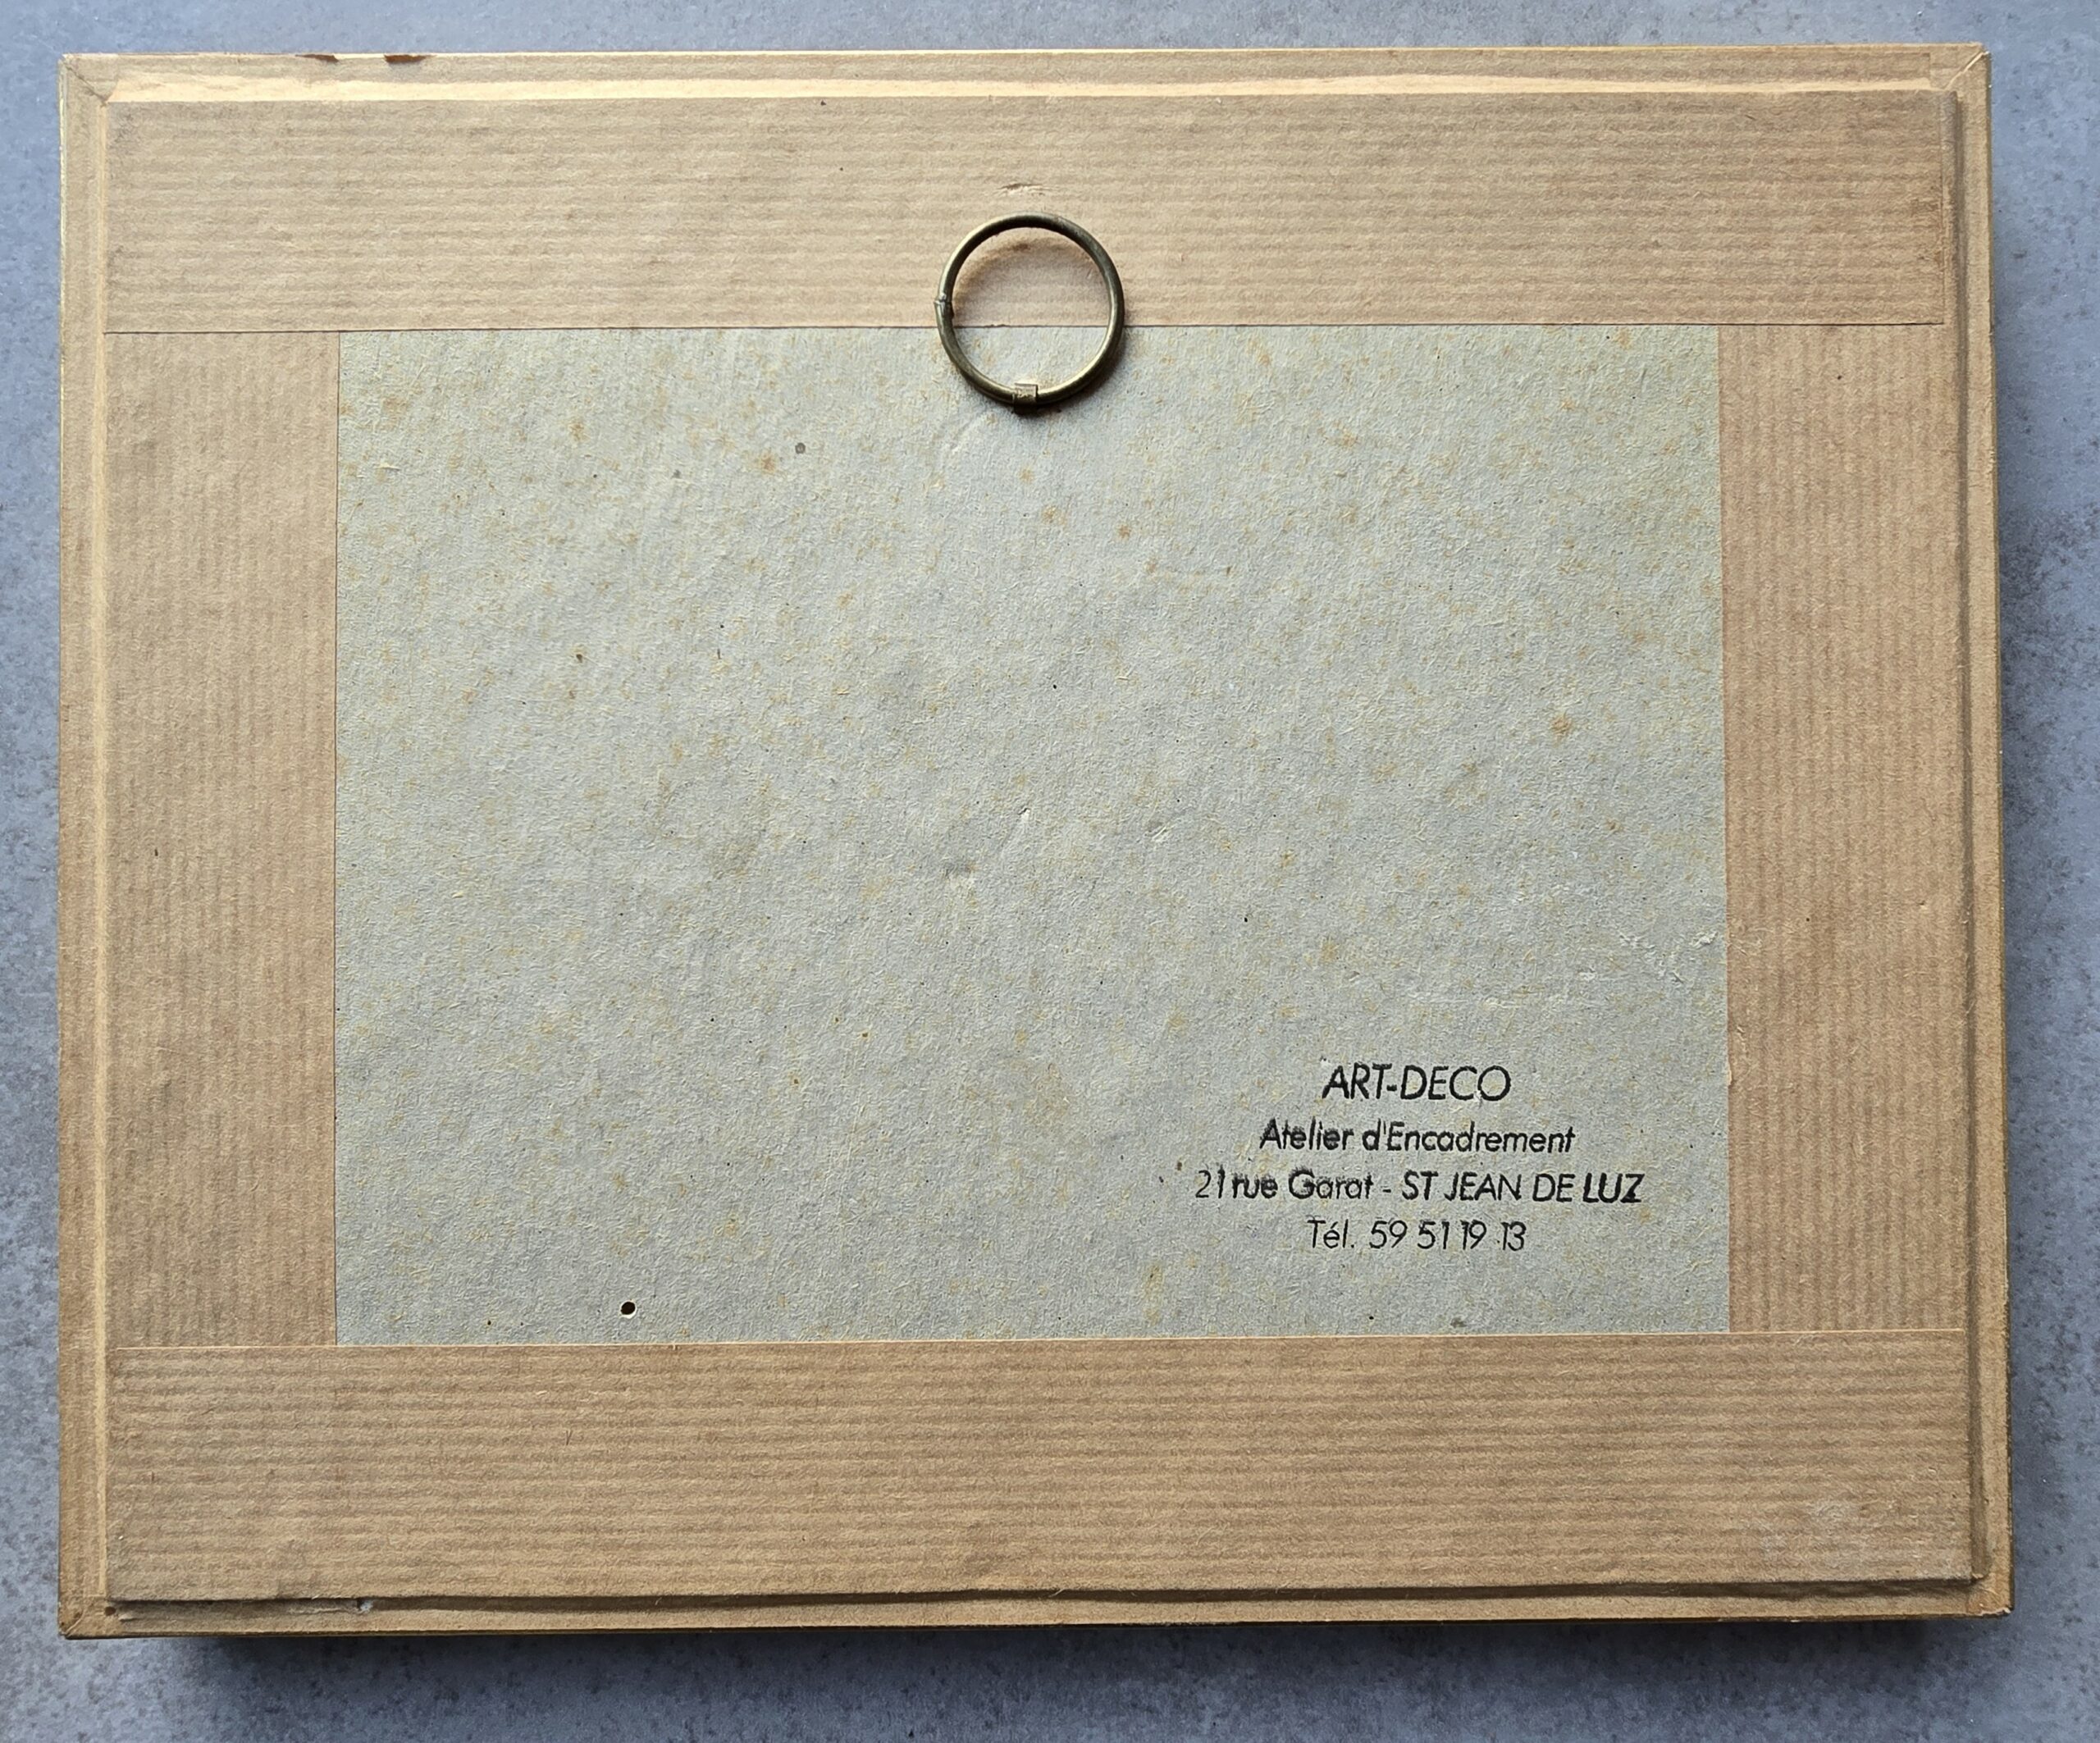 ART-DECO
Atelier d'Encadrement
21 rue Garat - ST JEAN DE LUZ
Tél. 59 51 19 13